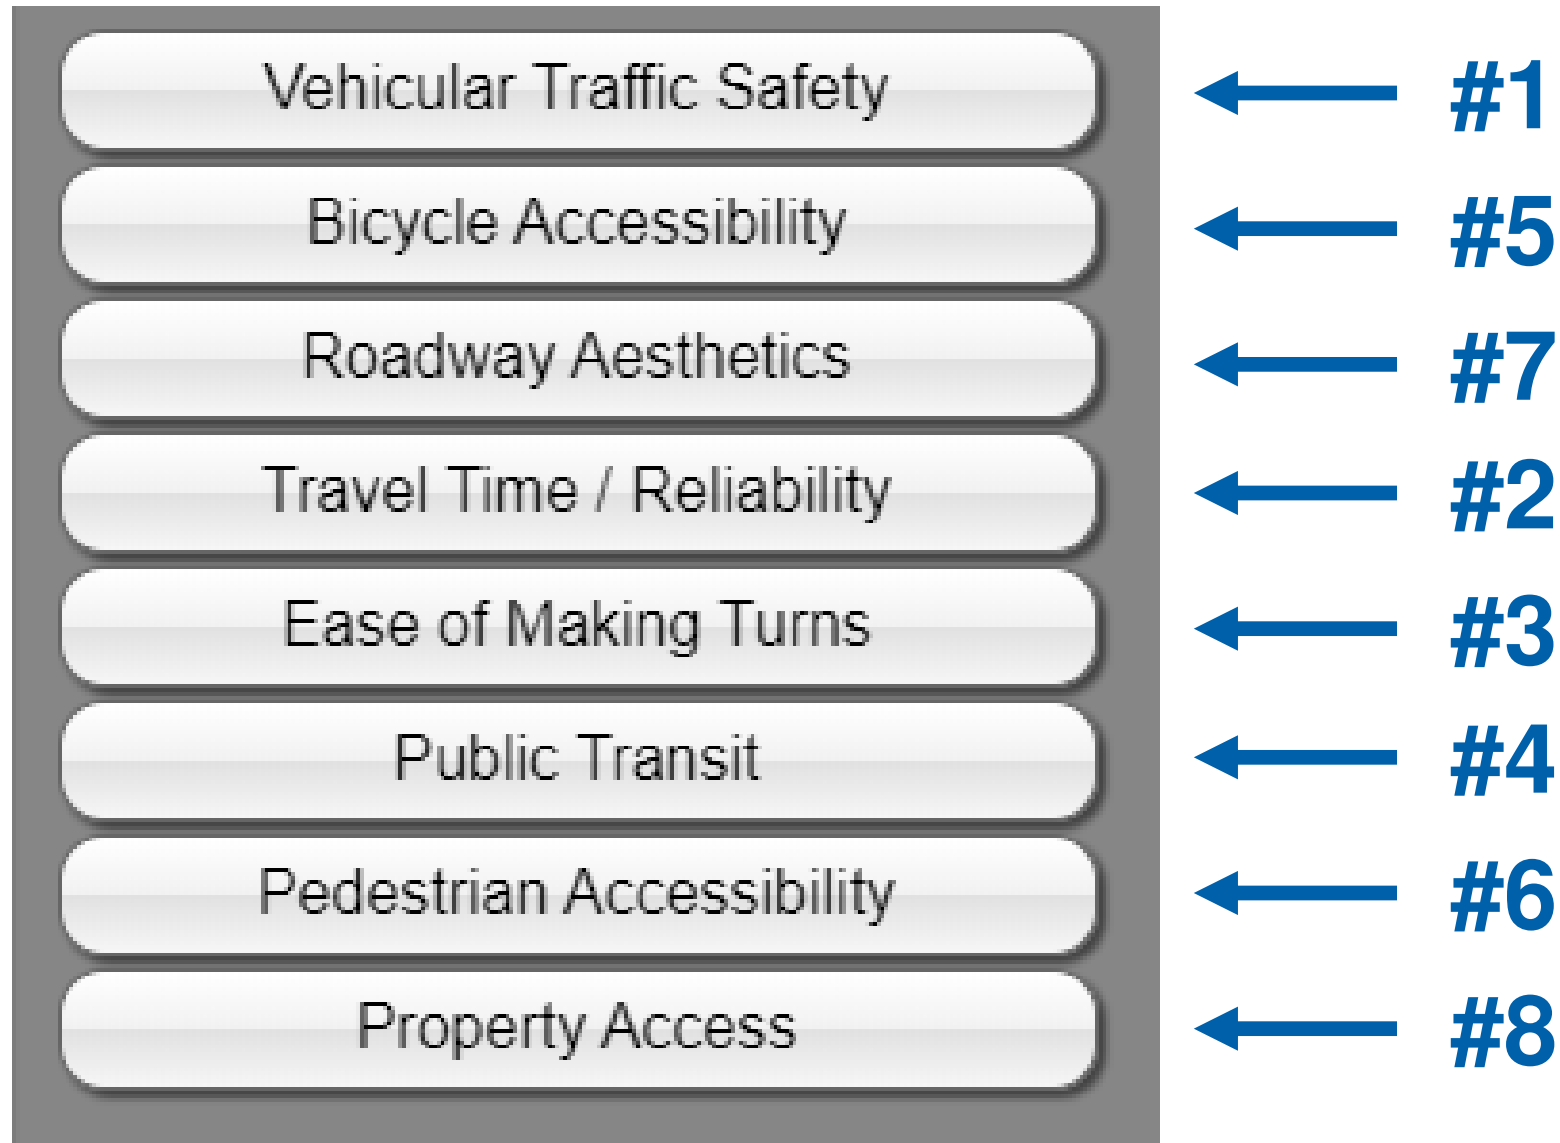 Vehicular Traffic Safety #1
Bicycle Accessibility #5
Roadway Aesthetics #7
Travel Time / Reliability #2
Ease of Making Turns #3
Public Transit #4
Pedestrian Accessibility #6
Property Access #8